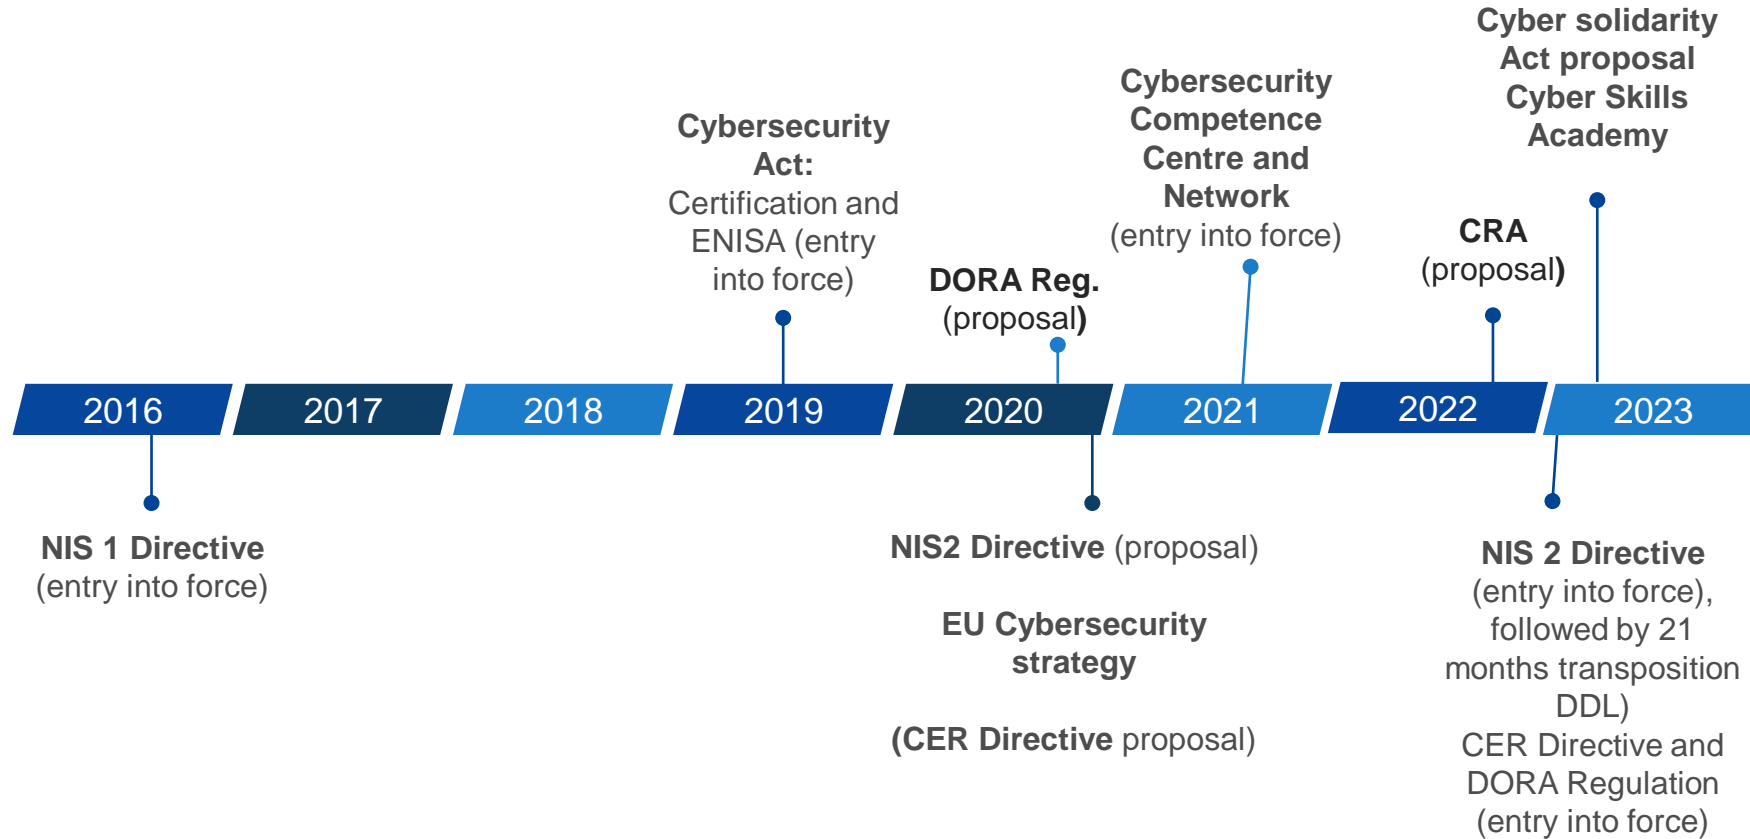 Cybersecurity
Act:
Certification and
ENISA (entry
into force)
DORA Reg.
(proposal)
Cybersecurity
Competence
Centre and
Network
(entry into force)
CRA
(proposal)
Cyber solidarity
Act proposal
Cyber Skills
Academy
2016
2017
2018
2019
2020
2021
2022
2023
NIS 1 Directive
(entry into force)
NIS2 Directive (proposal)
EU Cybersecurity
strategy
(CER Directive proposal)
NIS 2 Directive
(entry into force),
followed by 21
months transposition
DDL)
CER Directive and
DORA Regulation
(entry into force)